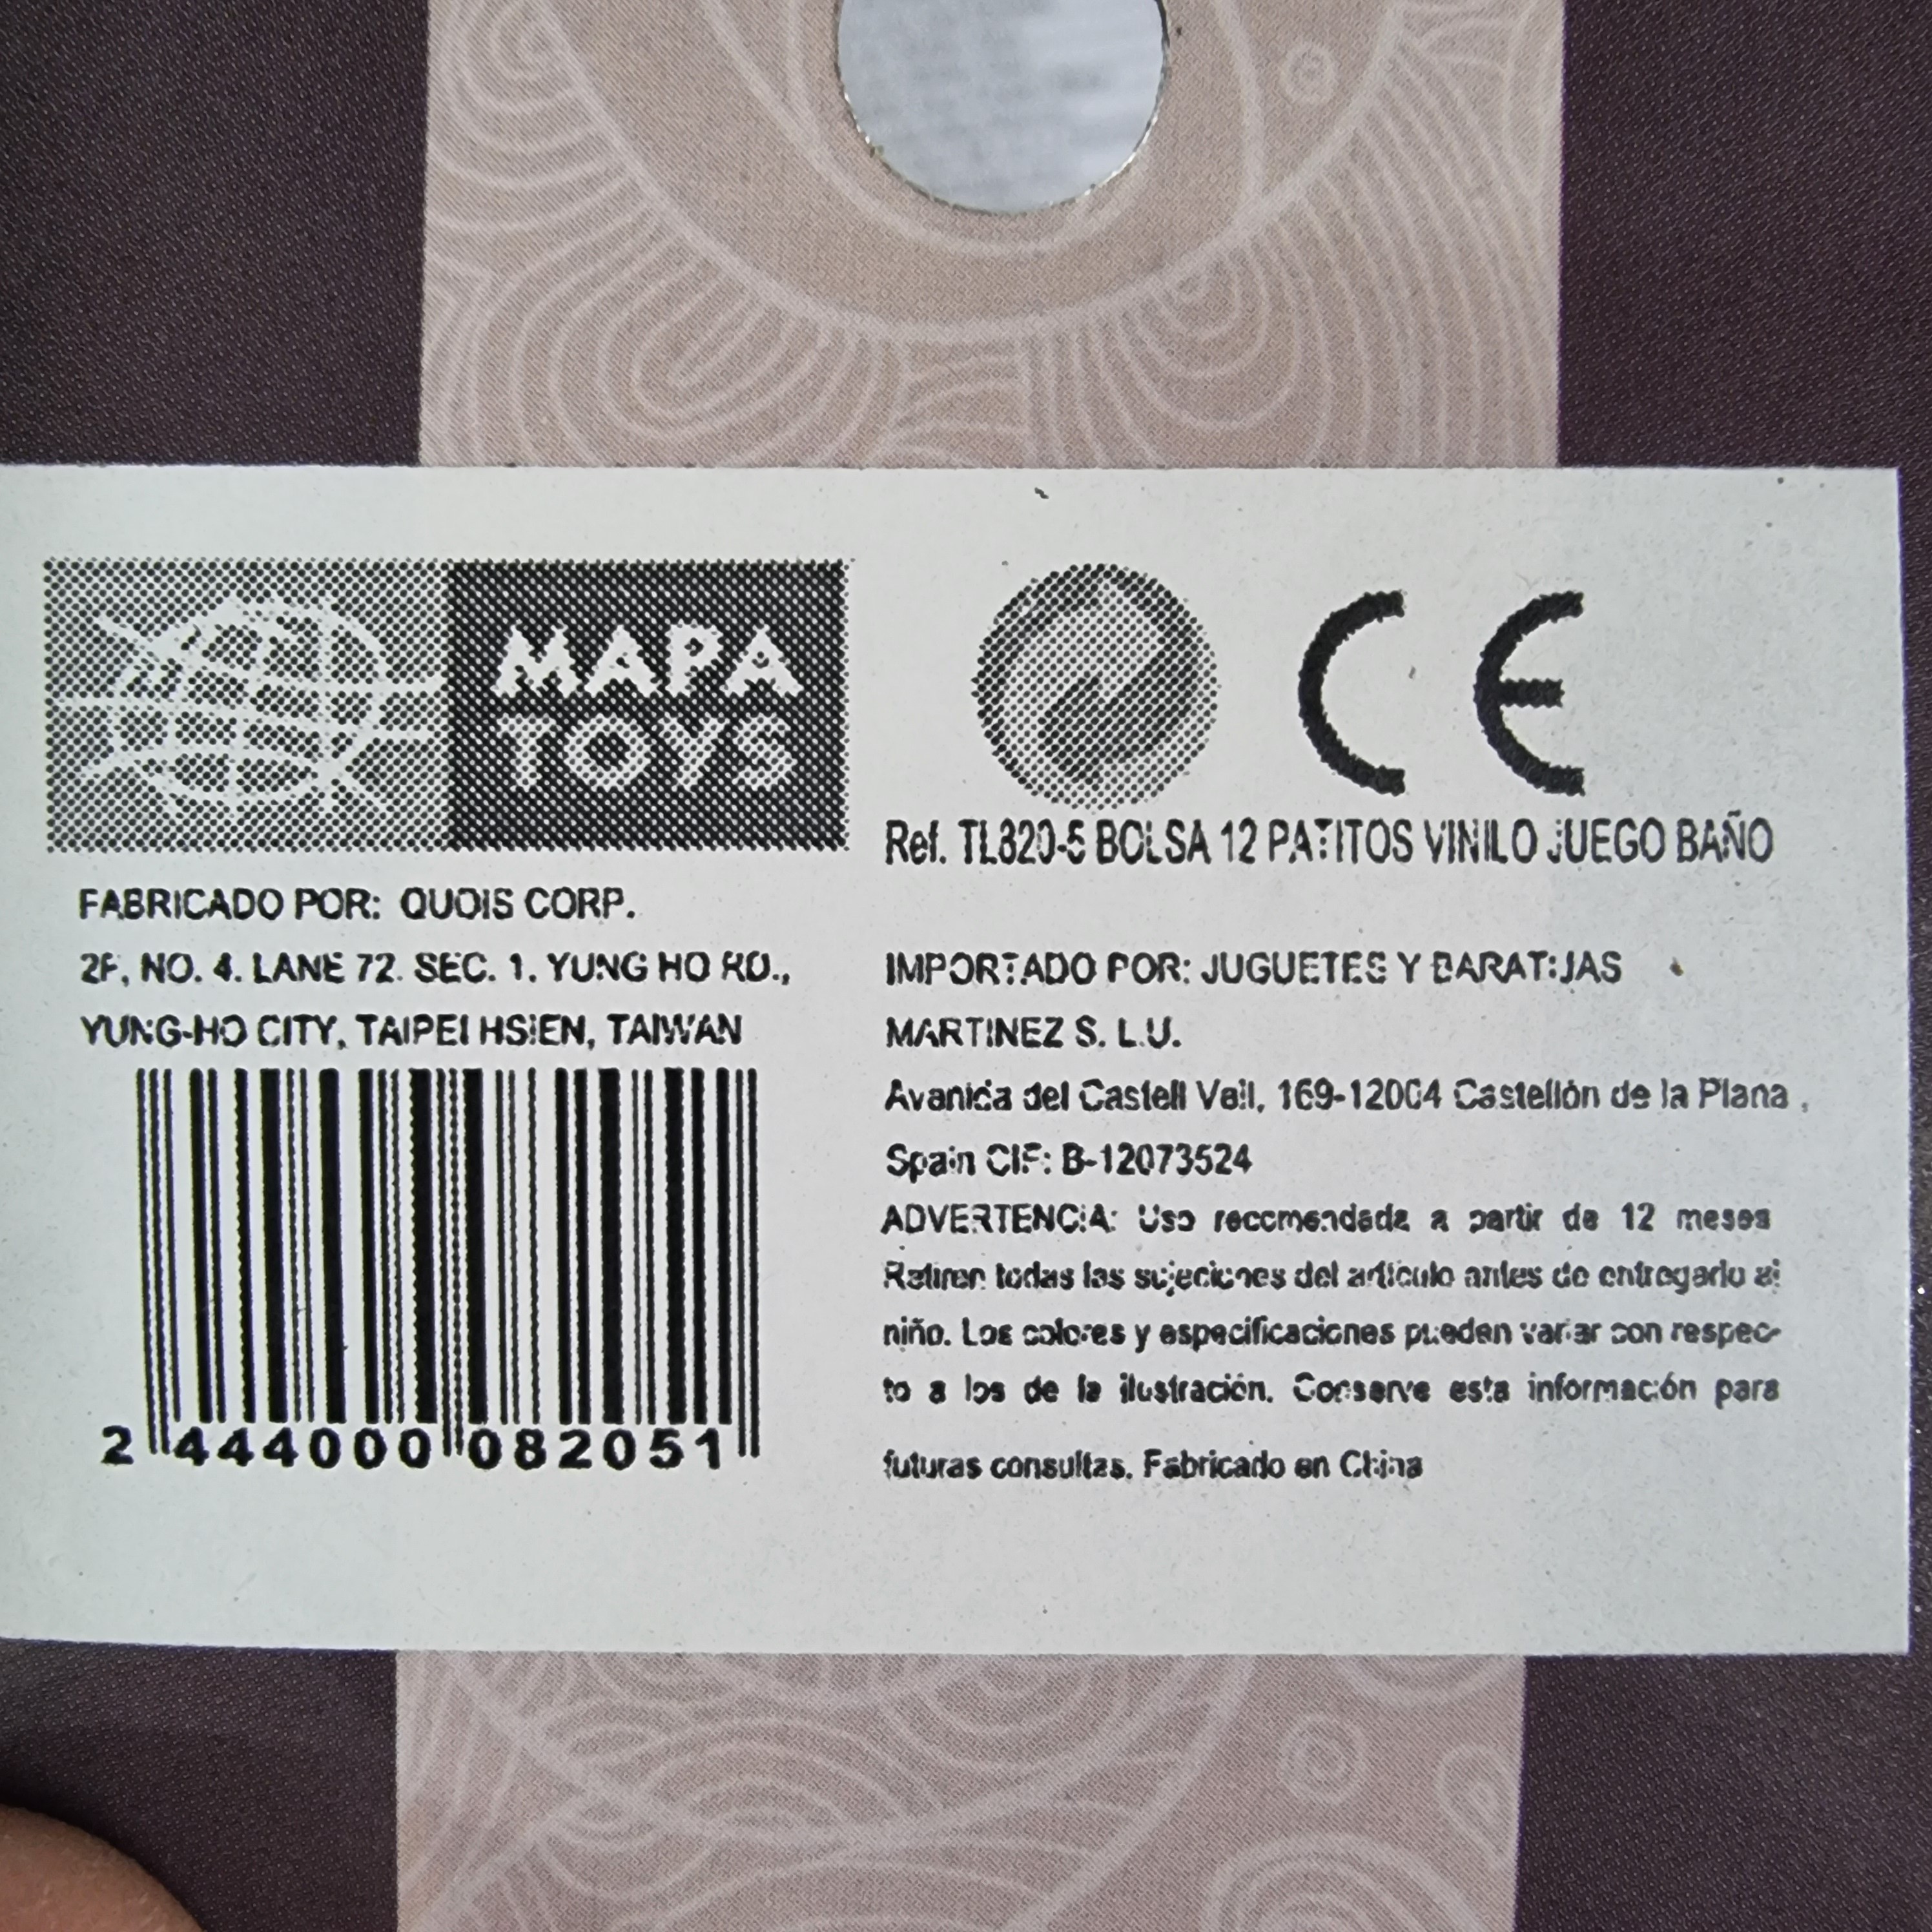 MAPA
TOYS
CE
Ref. TL820-5 BOLSA 12 PATITOS VINILO JUEGO BAÑO
FABRICADO POR: QUOIS CORP.
2F, NO. 4. LANE 72. SEC. 1. YUNG HO RD.,
YUNG-HO CITY, TAIPEI HSIEN, TAIWAN
2 444000 082051
IMPORTADO POR: JUGUETES Y BARATIJAS
MARTINEZ S. L.U.
Avanida del Castell Vell, 169-12004 Castellón de la Plana ,
Spain CIF: B-12073524
ADVERTENCIA: Uso recomendada a partir de 12 meses
Retiren todas las sujeciones del artículo antes de entregarlo al
niño. Los colores y especificaciones pueden variar con respec-
to a los de la ilustración. Conserve esta información para
futuras consultas. Fabricado en China